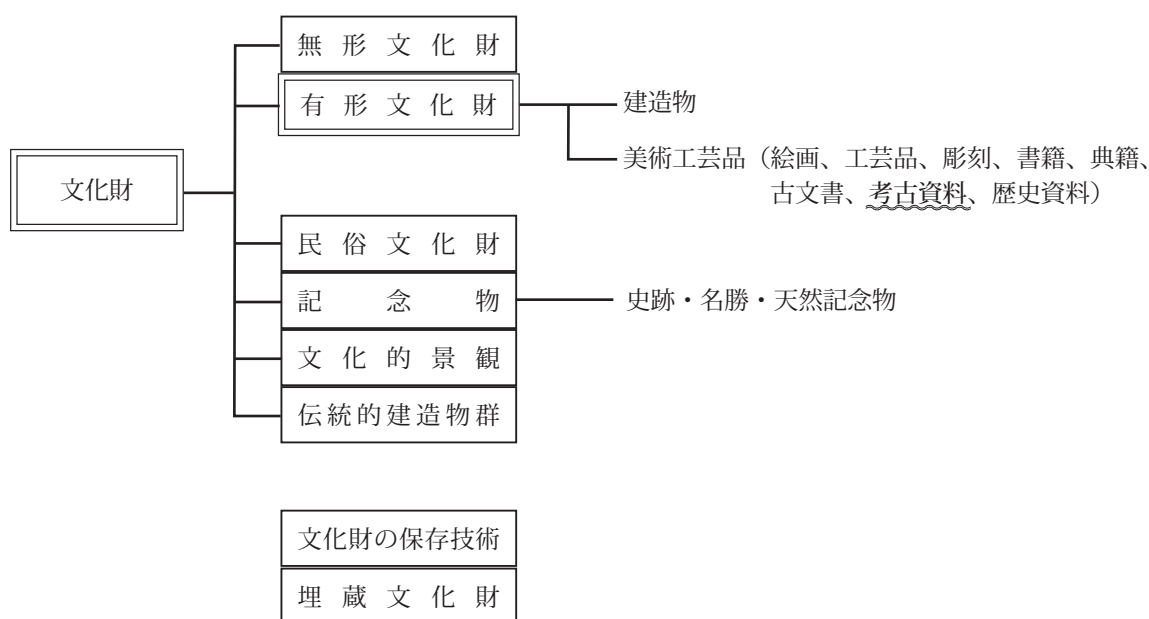 無形文化財
有形文化財
建造物
美術工芸品（絵画、工芸品、彫刻、書籍、典籍、
古文書、考古資料、歴史資料）
文化財
民俗文化財
記念物
史跡・名勝・天然記念物
文化的景観
伝統的建造物群
文化財の保存技術
埋蔵文化財